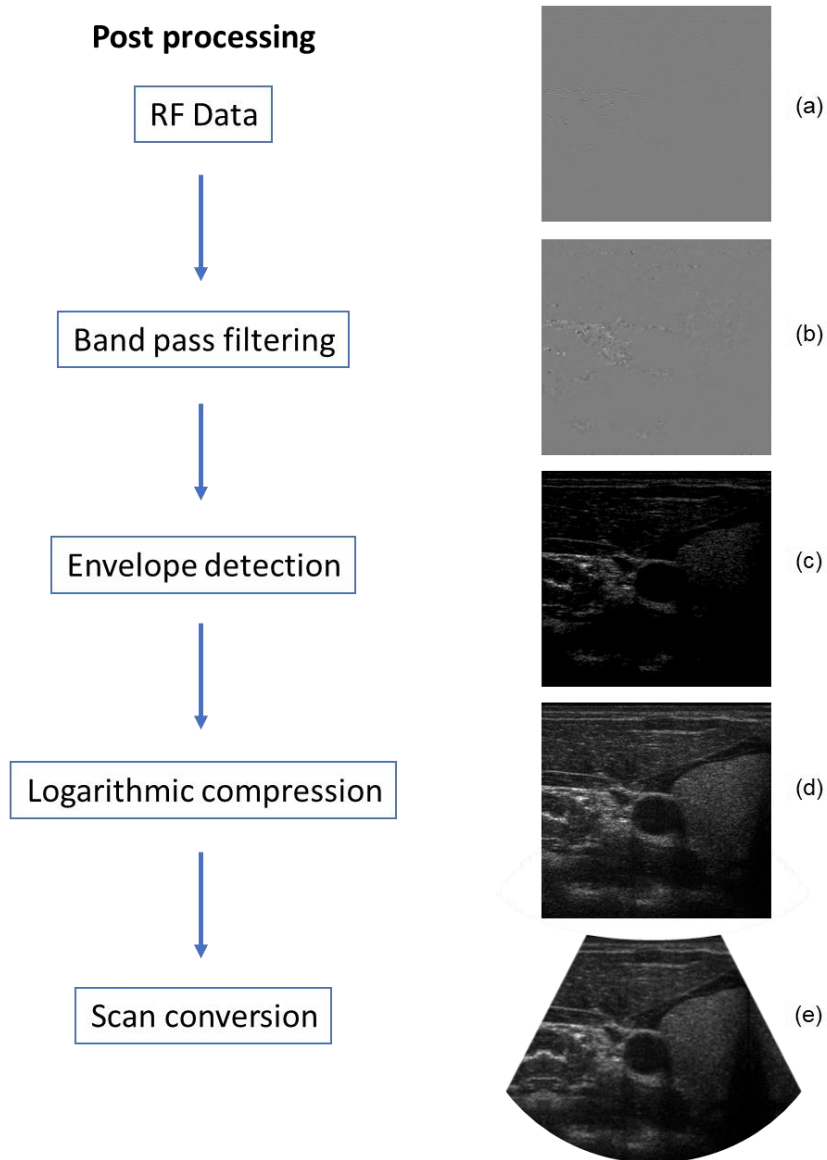 Post processing
RF Data
(a)
Band pass filtering
(b)
Envelope detection
(c)
Logarithmic compression
(d)
Scan conversion
(e)